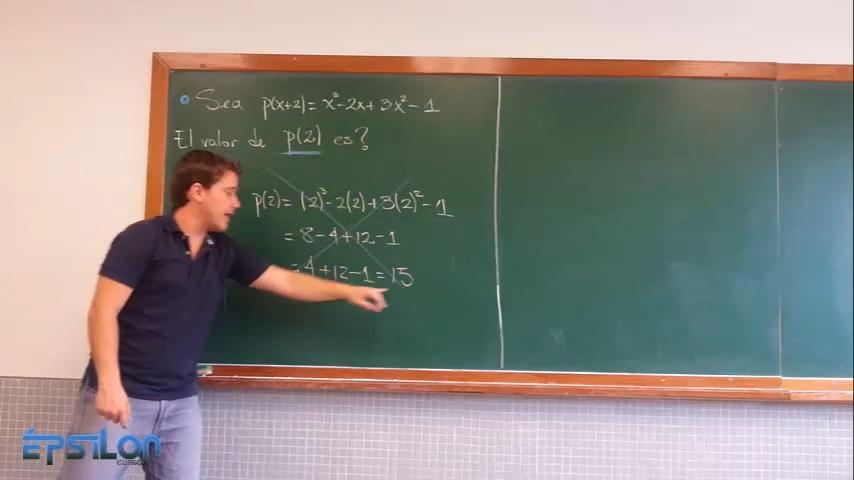 Sea p(x+2)= x³-2x+3x²-1
El valor de p(2) es?
p(2)= (2)³-2(2)+3(2)²-1
= 8-4+12-1
=4+12-1=15
ÉPSILON
CURSOS